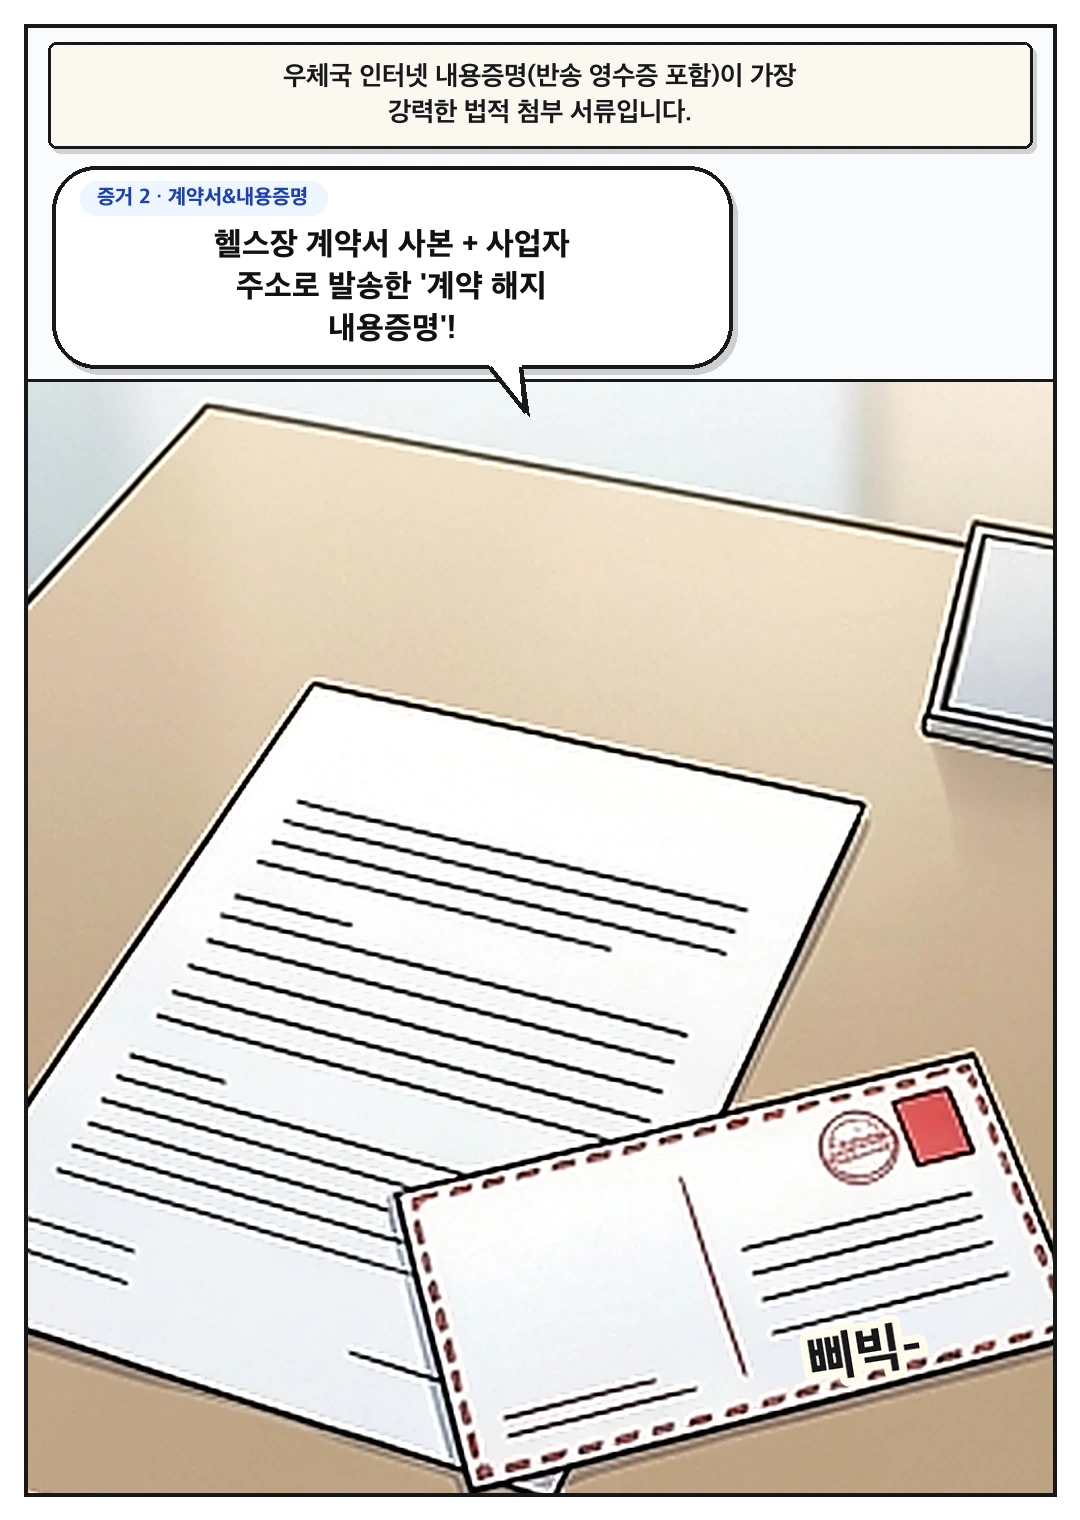 우체국 인터넷 내용증명(반송 영수증 포함)이 가장
강력한 법적 첨부 서류입니다.
증거 2 · 계약서&내용증명
헬스장 계약서 사본 + 사업자
주소로 발송한 '계약 해지
내용증명'!
삐빅-